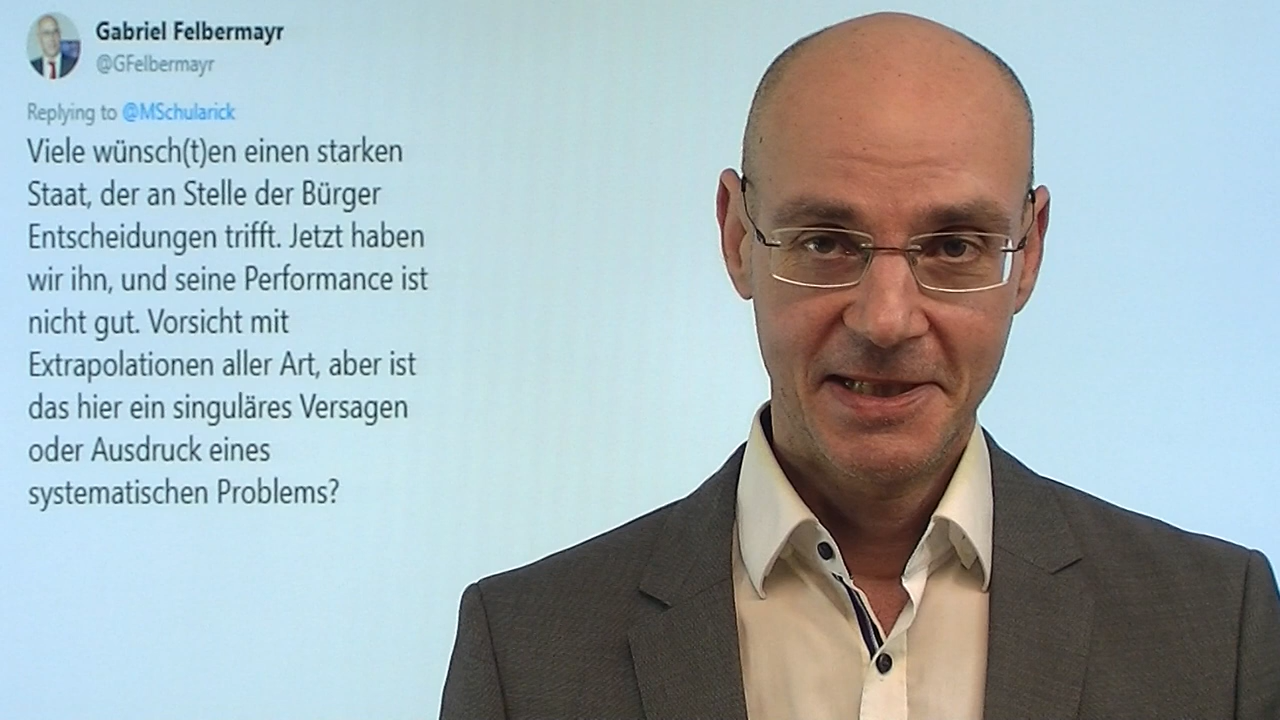 Gabriel Felbermayr
@GFelbermayr
Replying to @MSchularick
Viele wünsch(t)en einen starken
Staat, der an Stelle der Bürger
Entscheidungen trifft. Jetzt haben
wir ihn, und seine Performance ist
nicht gut. Vorsicht mit
Extrapolationen aller Art, aber ist
das hier ein singuläres Versagen
oder Ausdruck eines
systematischen Problems?